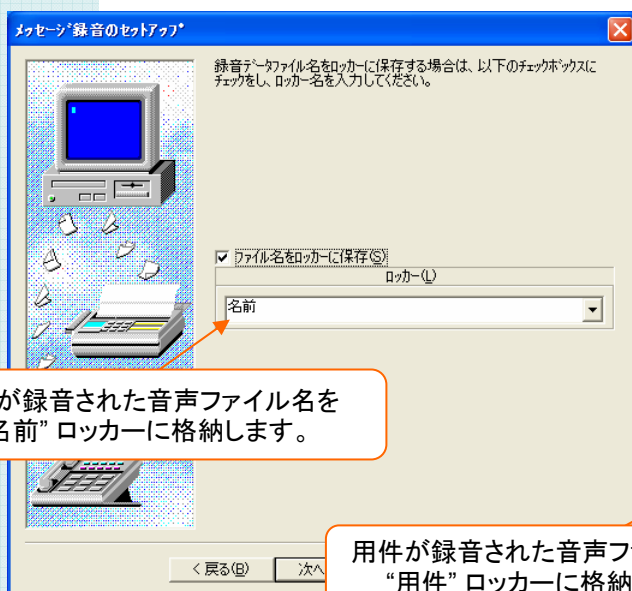 メッセージ録音のセットアップ
録音データファイル名をロッカーに保存する場合は、以下のチェックボックスに
チェックをし、ロッカー名を入力してください。
ファイル名をロッカーに保存(S)
ロッカー(L)
名前
が録音された音声ファイル名を
名前” ロッカーに格納します。
用件が録音された音声フ
“用件” ロッカーに格納
< 戻る(B)
次へ